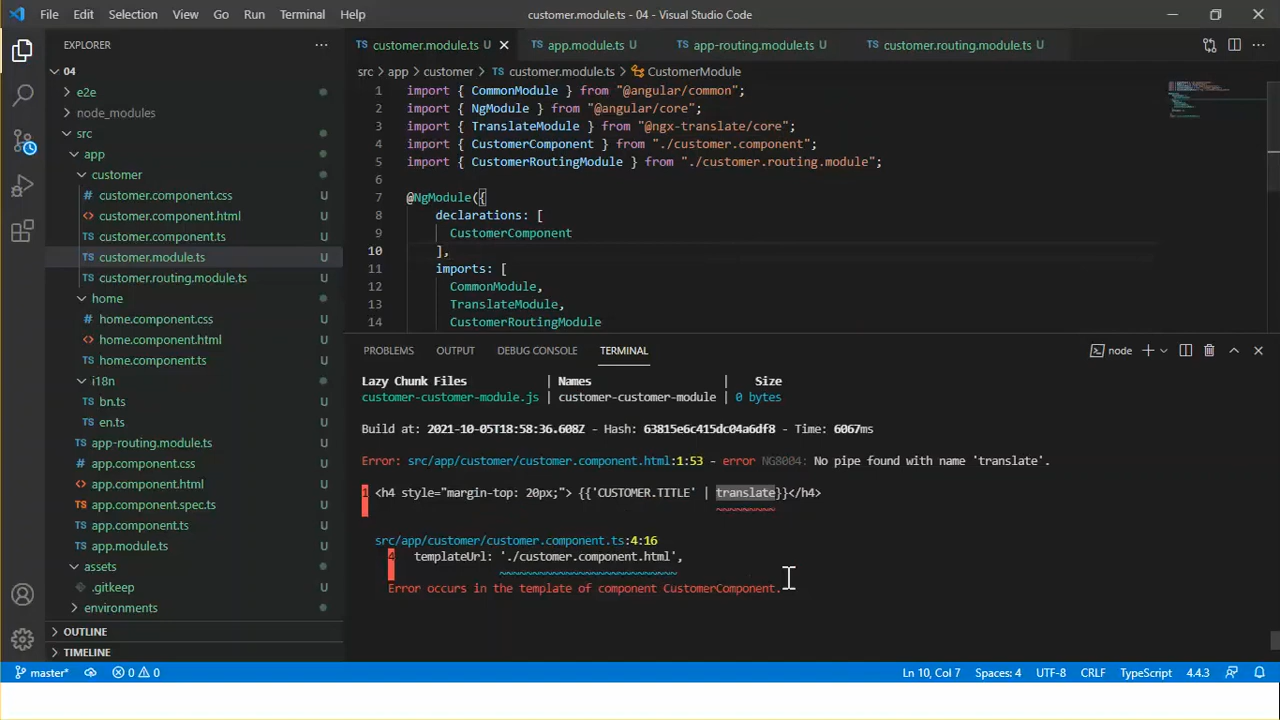 File Edit Selection View Go Run Terminal Help customer.module.ts - 04 - Visual Studio Code
EXPLORER
04
e2e
node_modules
src
app
customer
customer.component.css U
customer.component.html U
customer.component.ts U
customer.module.ts U
customer.routing.module.ts U
home
home.component.css U
home.component.html U
home.component.ts U
i18n
bn.ts U
en.ts U
app-routing.module.ts U
app.component.css U
app.component.html U
app.component.spec.ts U
app.component.ts U
app.module.ts U
assets
.gitkeep U
environments
OUTLINE
TIMELINE
customer.module.ts U app.module.ts U app-routing.module.ts U customer.routing.module.ts U
src > app > customer > customer.module.ts > CustomerModule
1 import { CommonModule } from "@angular/common";
2 import { NgModule } from "@angular/core";
3 import { TranslateModule } from "@ngx-translate/core";
4 import { CustomerComponent } from "./customer.component";
5 import { CustomerRoutingModule } from "./customer.routing.module";
6
7 @NgModule({
8 declarations: [
9 CustomerComponent
10 ],
11 imports: [
12 CommonModule,
13 TranslateModule,
14 CustomerRoutingModule
PROBLEMS OUTPUT DEBUG CONSOLE TERMINAL node
Lazy Chunk Files | Names | Size
customer-customer-module.js | customer-customer-module | 0 bytes
Build at: 2021-10-05T18:58:36.608Z - Hash: 63815e6c415dc04a6df8 - Time: 6067ms
Error: src/app/customer/customer.component.html:1:53 - error NG8004: No pipe found with name 'translate'.
1 <h4 style="margin-top: 20px;"> {{'CUSTOMER.TITLE' | translate}}</h4>
~~~~~~~~~
src/app/customer/customer.component.ts:4:16
4 templateUrl: './customer.component.html',
~~~~~~~~~~~~~~~~~~~~~~~~~~~
Error occurs in the template of component CustomerComponent.
master* 0 0 Ln 10, Col 7 Spaces: 4 UTF-8 CRLF TypeScript 4.4.3